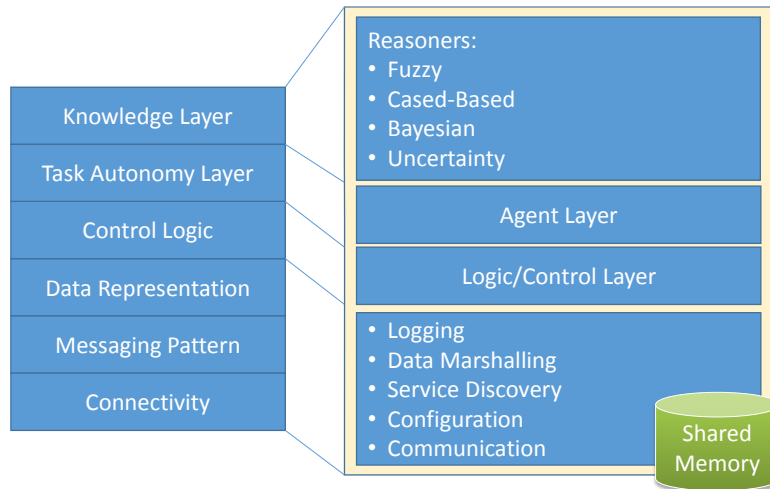 Knowledge Layer
Task Autonomy Layer
Control Logic
Data Representation
Messaging Pattern
Connectivity
Reasoners:
• Fuzzy
• Cased-Based
• Bayesian
• Uncertainty
Agent Layer
Logic/Control Layer
• Logging
• Data Marshalling
• Service Discovery
• Configuration
• Communication
Shared
Memory